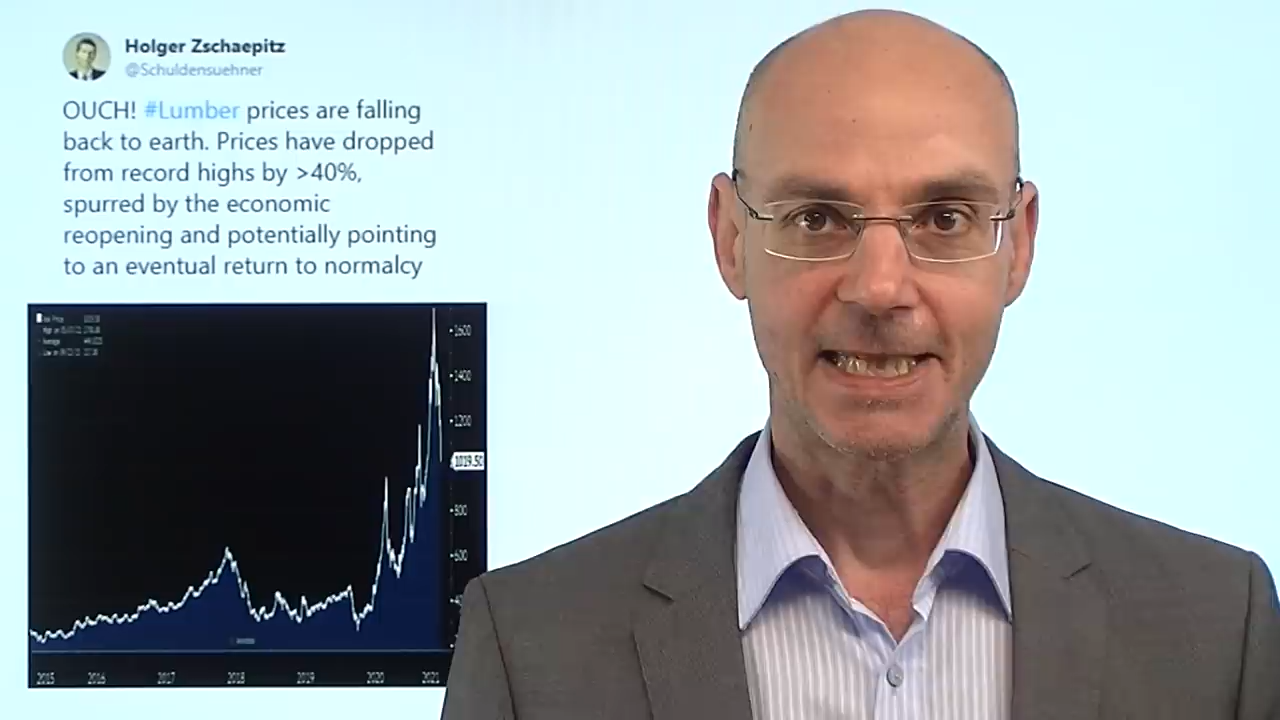 Holger Zschaepitz
@Schuldensuehner
OUCH! #Lumber prices are falling
back to earth. Prices have dropped
from record highs by >40%,
spurred by the economic
reopening and potentially pointing
to an eventual return to normalcy
1600
1400
1200
1019.50
800
600
2015 2016 2017 2018 2019 2020 2021